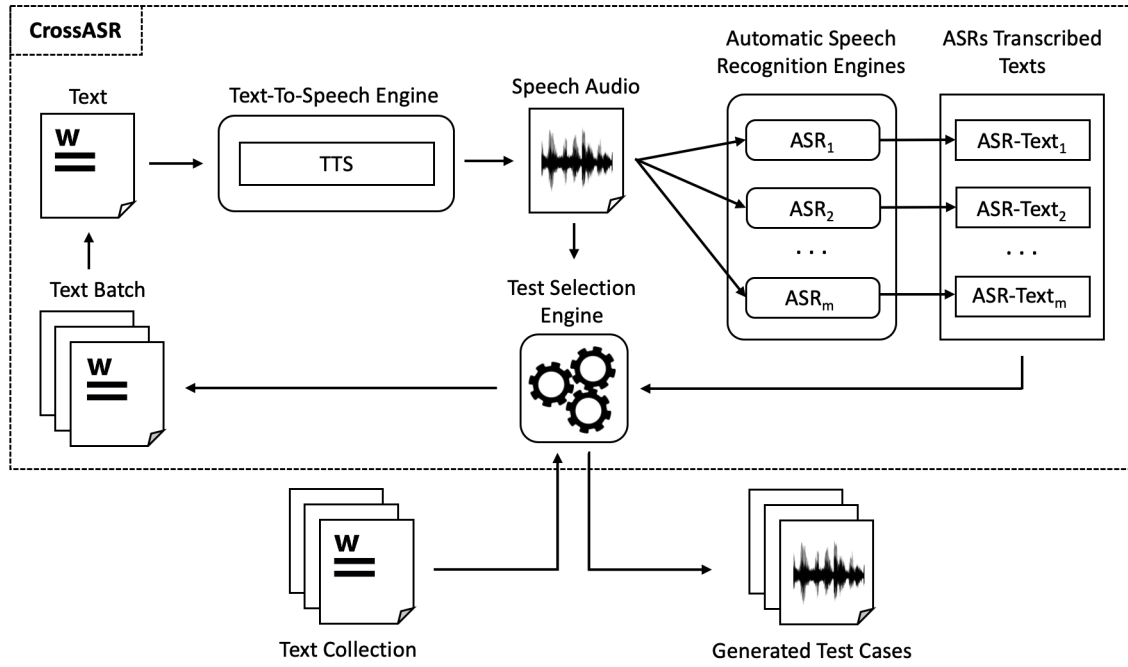 CrossASR
Text
Text-To-Speech Engine
Speech Audio
Automatic Speech
Recognition Engines
ASRs Transcribed
Texts
W
TTS
ASR₁
ASR-Text₁
ASR₂
ASR-Text₂
. . .
. . .
ASRₘ
ASR-Textₘ
Text Batch
W
Test Selection
Engine
W
Text Collection
Generated Test Cases